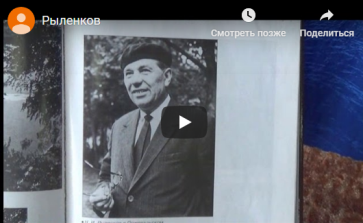 Рыленков
Смотреть позже
Поделиться